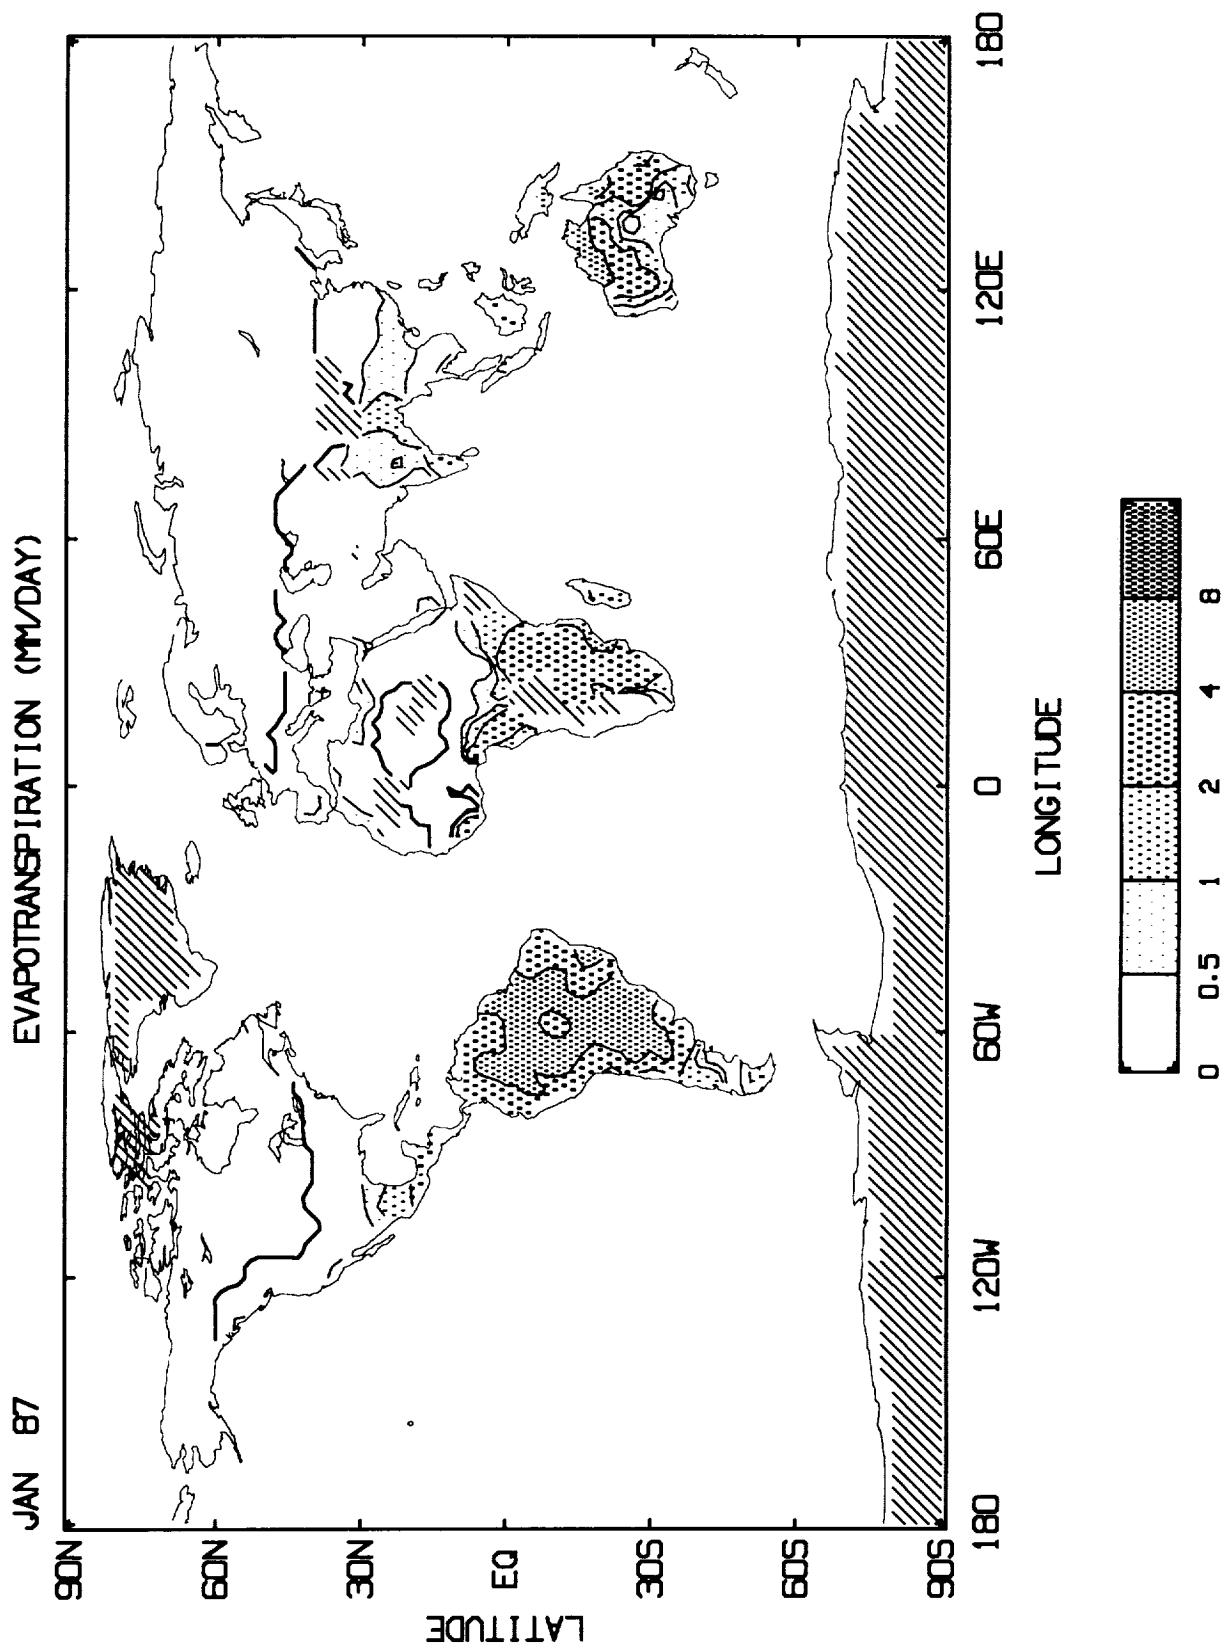 JAN 87 EVAPOTRANSPIRATION (MM/DAY)
90N
60N
30N
EQ
30S
60S
90S
LATITUDE
180 120W 60W 0 60E 120E 180
LONGITUDE
0 0.5 1 2 4 8